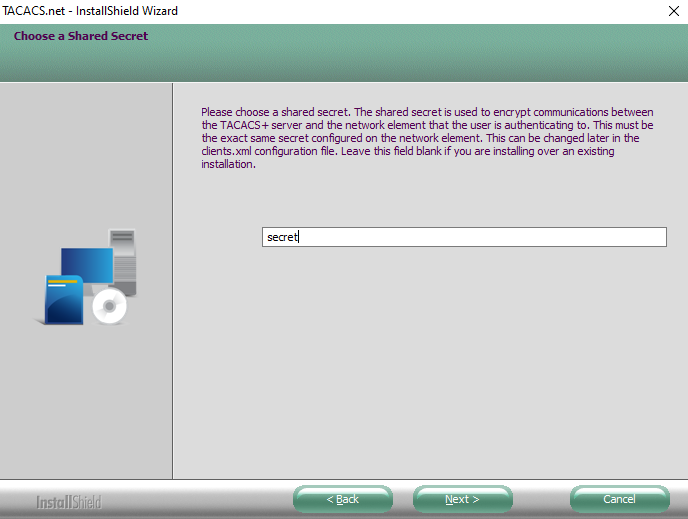 TACACS.net - InstallShield Wizard
Choose a Shared Secret
Please choose a shared secret. The shared secret is used to encrypt communications between
the TACACS+ server and the network element that the user is authenticating to. This must be
the exact same secret configured on the network element. This can be changed later in the
clients.xml configuration file. Leave this field blank if you are installing over an existing
installation.
secret
InstallShield
< Back
Next >
Cancel